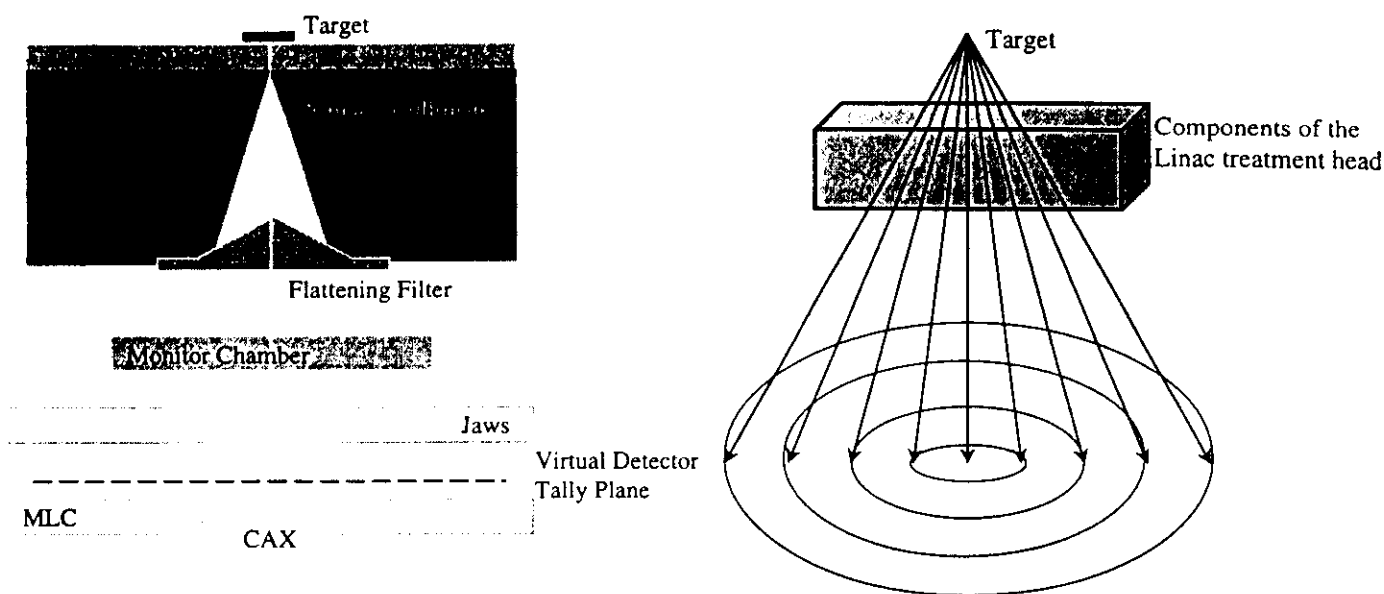 Target
Flattening Filter
Monitor Chamber
Jaws
Virtual Detector
Tally Plane
MLC
CAX
Target
Components of the
Linac treatment head